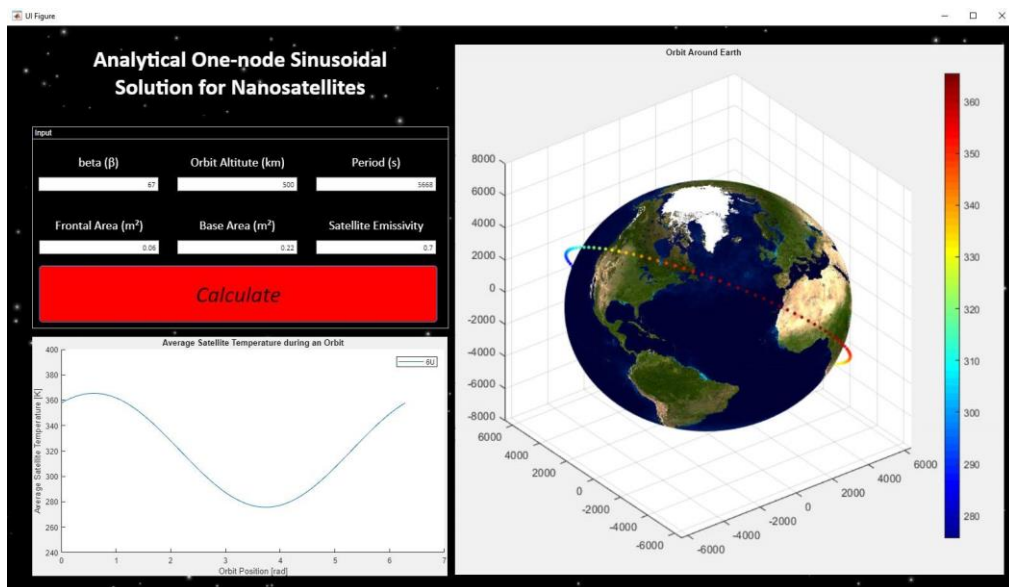 UI Figure
Analytical One-node Sinusoidal
Solution for Nanosatellites
Input
beta (β) Orbit Altitute (km) Period (s)
67 500 5668
Frontal Area (m²) Base Area (m²) Satellite Emissivity
0.06 0.22 0.7
Calculate
Average Satellite Temperature during an Orbit
Average Satellite Temperature [K]
400
380
360
340
320
300
280
260
240
6U
0 1 2 3 4 5 6 7
Orbit Position [rad]
Orbit Around Earth
8000
6000
4000
2000
0
-2000
-4000
-6000
-8000
6000
4000
2000
0
-2000
-4000
-6000
-6000
-4000
-2000
0
2000
4000
6000
360
350
340
330
320
310
300
290
280